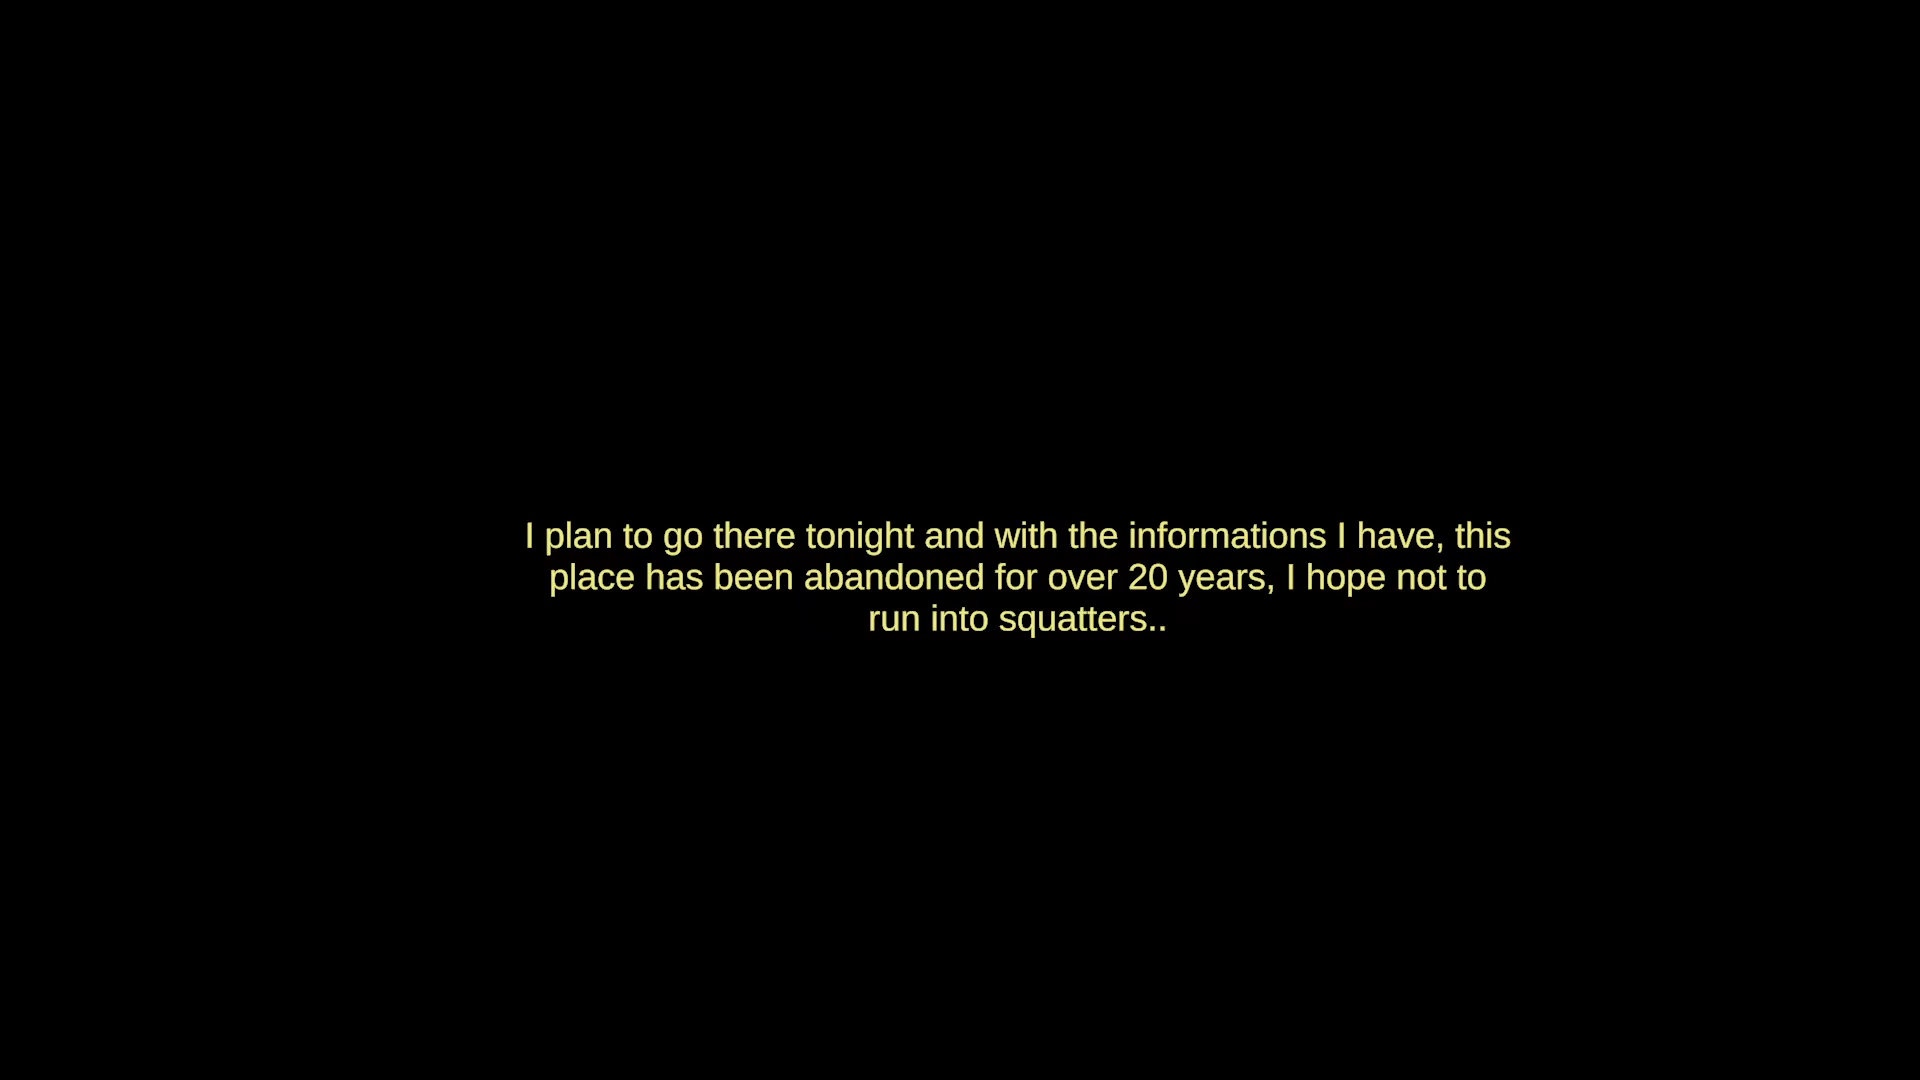 I plan to go there tonight and with the informations I have, this
place has been abandoned for over 20 years, I hope not to
run into squatters..